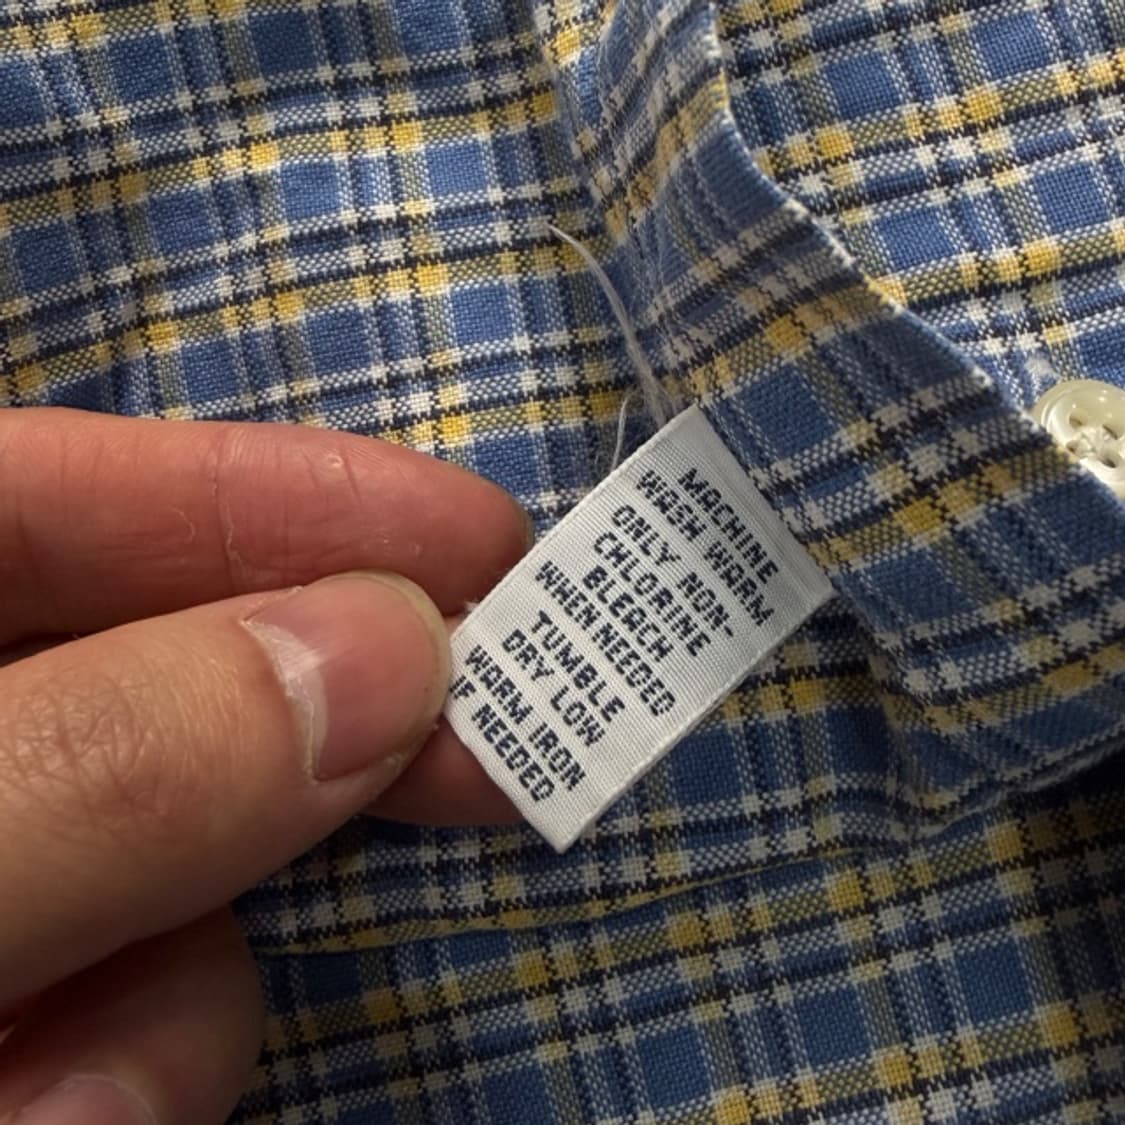 MACHINE
WASH WARM
ONLY NON-
CHLORINE
BLEACH
WHEN NEEDED
TUMBLE
DRY LOW
WARM IRON
IF NEEDED